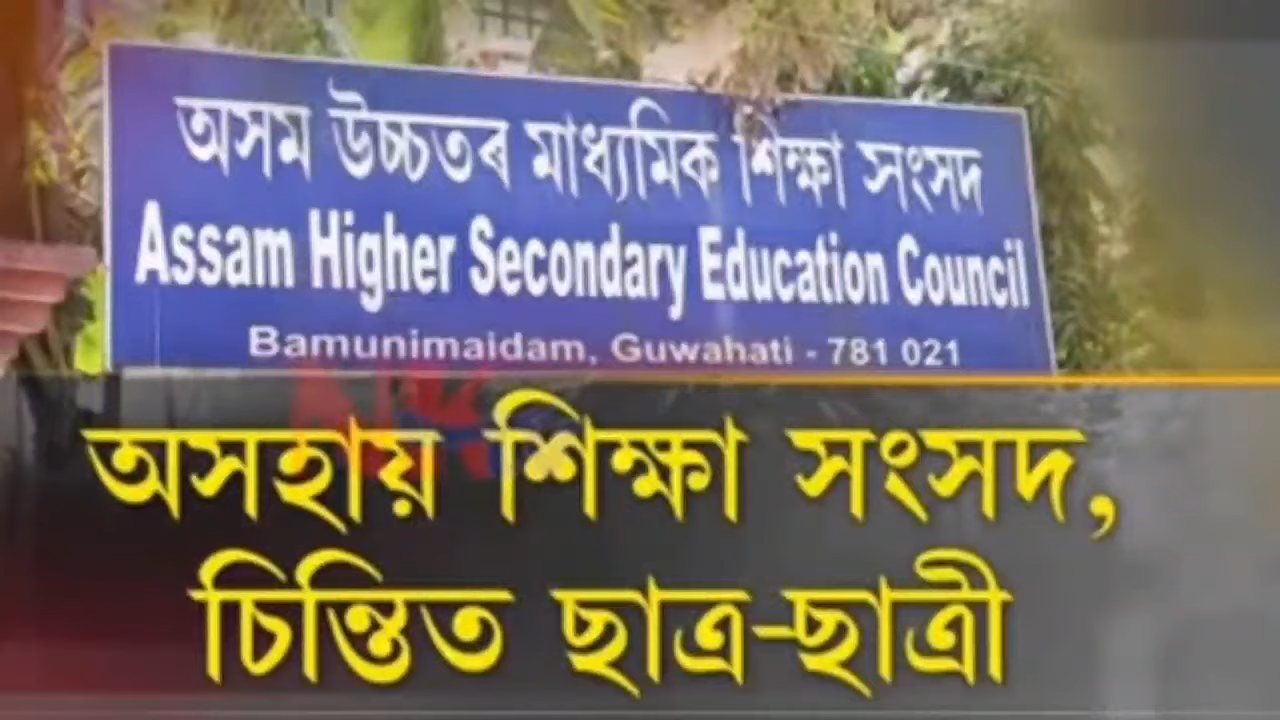 অসম উচ্চতৰ মাধ্যমিক শিক্ষা সংসদ
Assam Higher Secondary Education Council
Bamunimaidam, Guwahati - 781 021
অসহায় শিক্ষা সংসদ,
চিন্তিত ছাত্ৰ-ছাত্ৰী